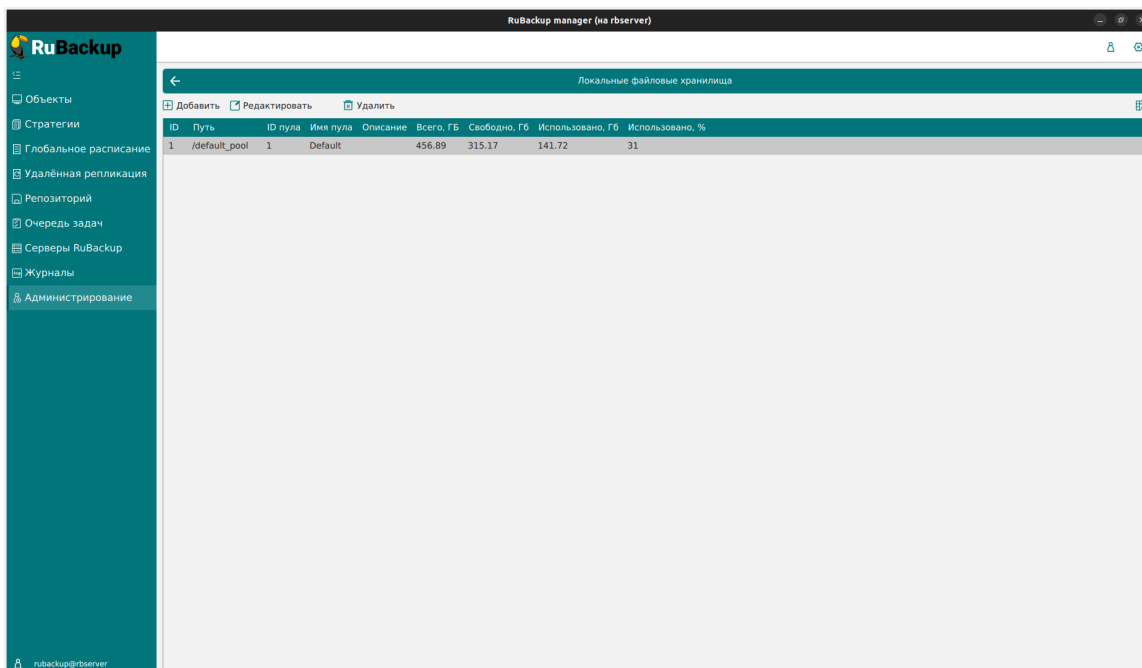 RuBackup manager (на rbserver)
RuBackup
Локальные файловые хранилища
Объекты
Стратегии
Глобальное расписание
Удалённая репликация
Репозиторий
Очередь задач
Серверы RuBackup
Журналы
Администрирование
Добавить Редактировать Удалить
ID Путь ID пула Имя пула Описание Всего, ГБ Свободно, Гб Использовано, Гб Использовано, %
1 /default_pool 1 Default 456.89 315.17 141.72 31
rubackup@rbserver